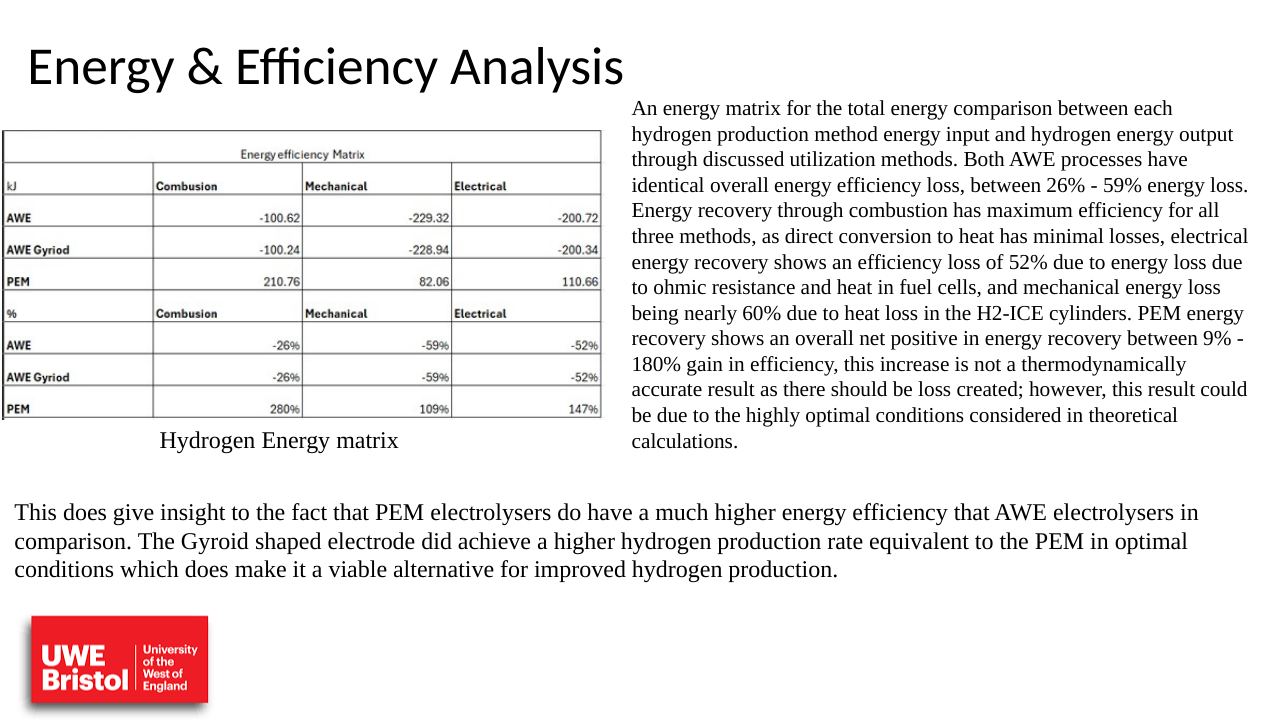 Energy & Efficiency Analysis
An energy matrix for the total energy comparison between each
hydrogen production method energy input and hydrogen energy output
through discussed utilization methods. Both AWE processes have
identical overall energy efficiency loss, between 26% - 59% energy loss.
Energy recovery through combustion has maximum efficiency for all
three methods, as direct conversion to heat has minimal losses, electrical
energy recovery shows an efficiency loss of 52% due to energy loss due
to ohmic resistance and heat in fuel cells, and mechanical energy loss
being nearly 60% due to heat loss in the H2-ICE cylinders. PEM energy
recovery shows an overall net positive in energy recovery between 9% -
180% gain in efficiency, this increase is not a thermodynamically
accurate result as there should be loss created; however, this result could
be due to the highly optimal conditions considered in theoretical
calculations.
Energy efficiency Matrix
kJ Combusion Mechanical Electrical
AWE -100.62 -229.32 -200.72
AWE Gyriod -100.24 -228.94 -200.34
PEM 210.76 82.06 110.66
% Combusion Mechanical Electrical
AWE -26% -59% -52%
AWE Gyriod -26% -59% -52%
PEM 280% 109% 147%
Hydrogen Energy matrix
This does give insight to the fact that PEM electrolysers do have a much higher energy efficiency that AWE electrolysers in
comparison. The Gyroid shaped electrode did achieve a higher hydrogen production rate equivalent to the PEM in optimal
conditions which does make it a viable alternative for improved hydrogen production.
UWE
Bristol
University
of the
West of
England